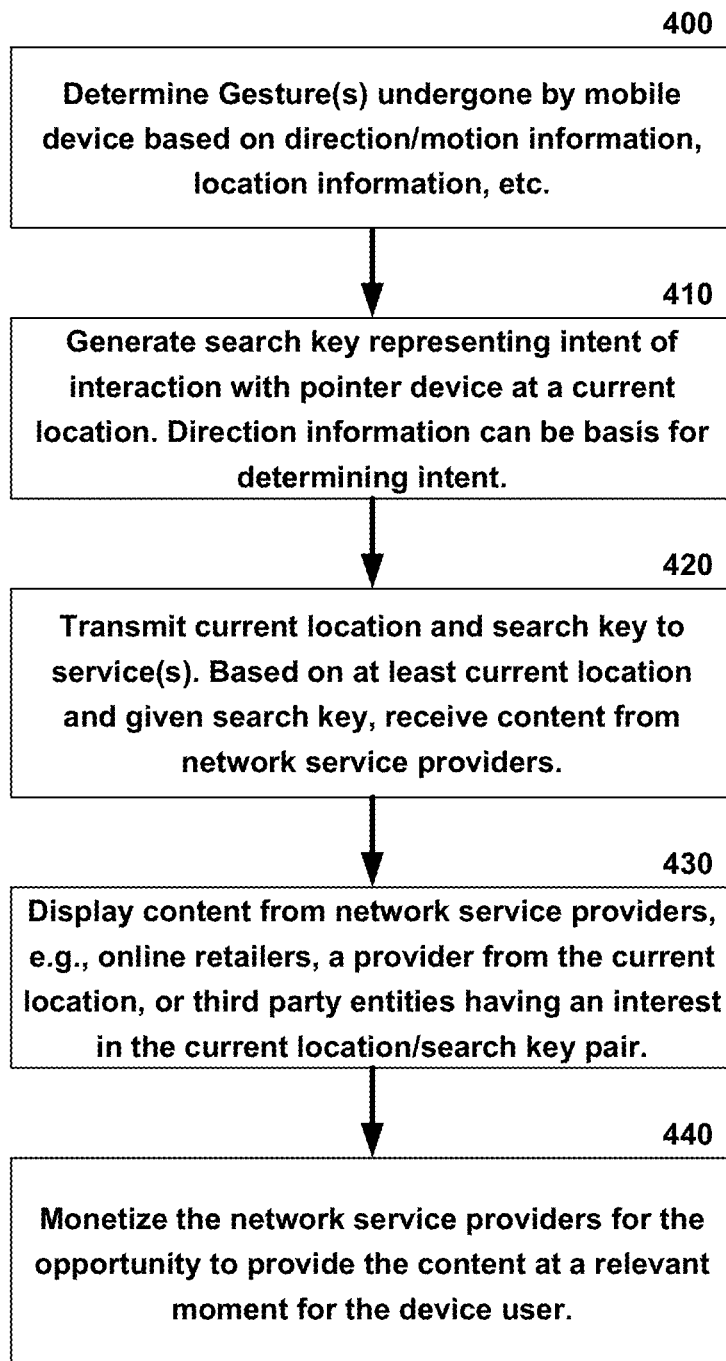 400
Determine Gesture(s) undergone by mobile
device based on direction/motion information,
location information, etc.
410
Generate search key representing intent of
interaction with pointer device at a current
location. Direction information can be basis for
determining intent.
420
Transmit current location and search key to
service(s). Based on at least current location
and given search key, receive content from
network service providers.
430
Display content from network service providers,
e.g., online retailers, a provider from the current
location, or third party entities having an interest
in the current location/search key pair.
440
Monetize the network service providers for the
opportunity to provide the content at a relevant
moment for the device user.